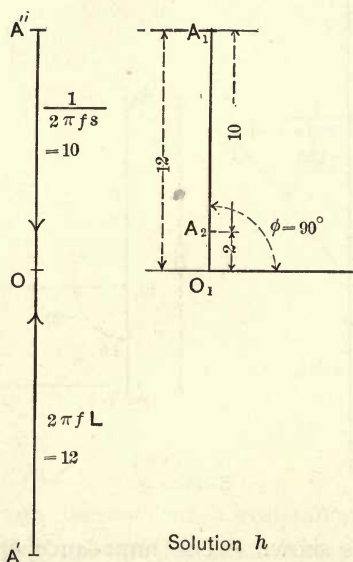 A″
1
2πfs
=10
O
2πfL
=12
A′
A₁
12
10
A₂
2
ϕ=90°
O₁
Solution h